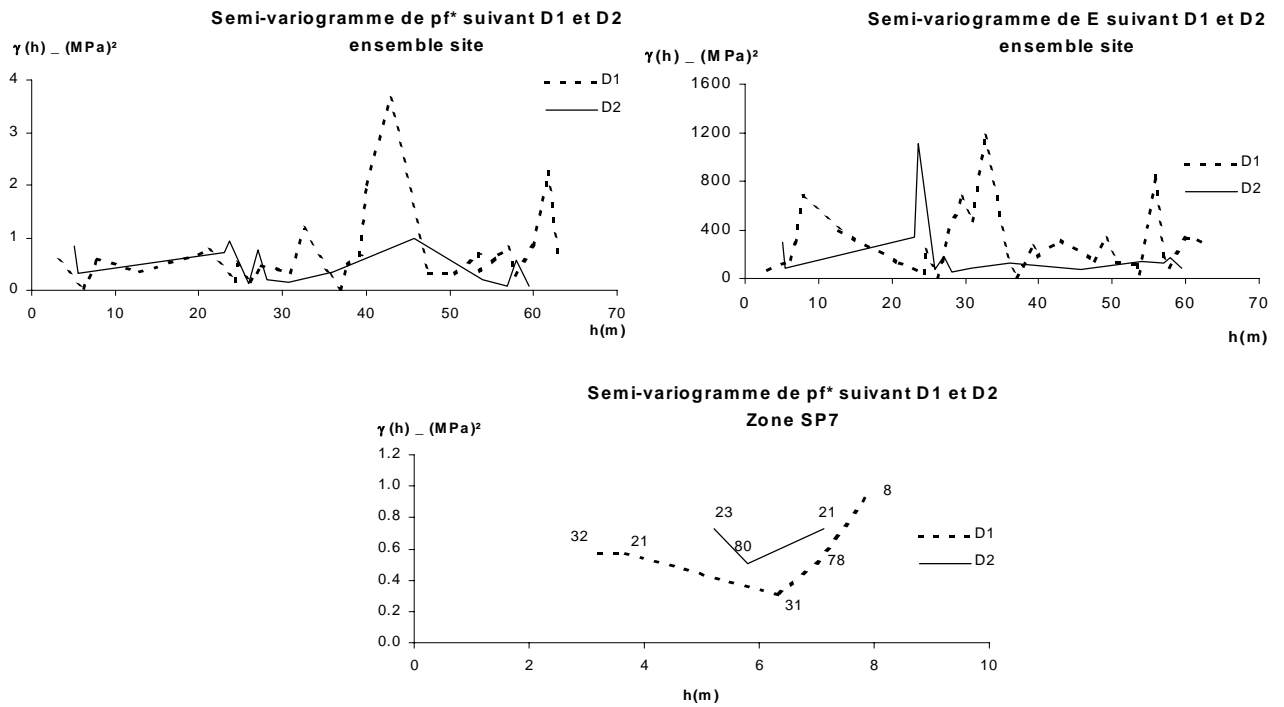 Semi-variogramme de pf* suivant D1 et D2
ensemble site
γ(h) _ (MPa)²
4
3
2
1
0
0 10 20 30 40 50 60 70
h(m)
D1
D2
Semi-variogramme de E suivant D1 et D2
ensemble site
γ(h) _ (MPa)²
1600
1200
800
400
0
0 10 20 30 40 50 60 70
h(m)
D1
D2
Semi-variogramme de pf* suivant D1 et D2
Zone SP7
γ(h) _ (MPa)²
1.2
1.0
0.8
0.6
0.4
0.2
0.0
0 2 4 6 8 10
h(m)
32 21 23 80 21 8
78
31
D1
D2